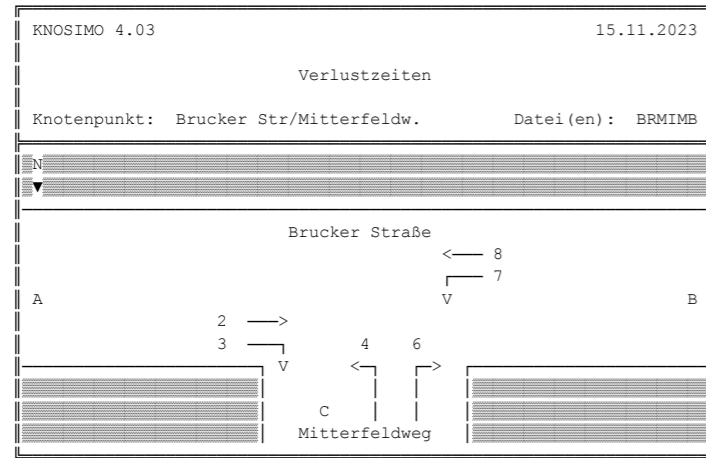 KNOSIMO 4.03 15.11.2023
Verlustzeiten
Knotenpunkt: Brucker Str/Mitterfeldw. Datei(en): BRMIMB
N
▼
Brucker Straße
<─── 8
┌── 7
A V B
2 ───>
3 ───┐ 4 6
V <─┐ ┌─>
C
Mitterfeldweg